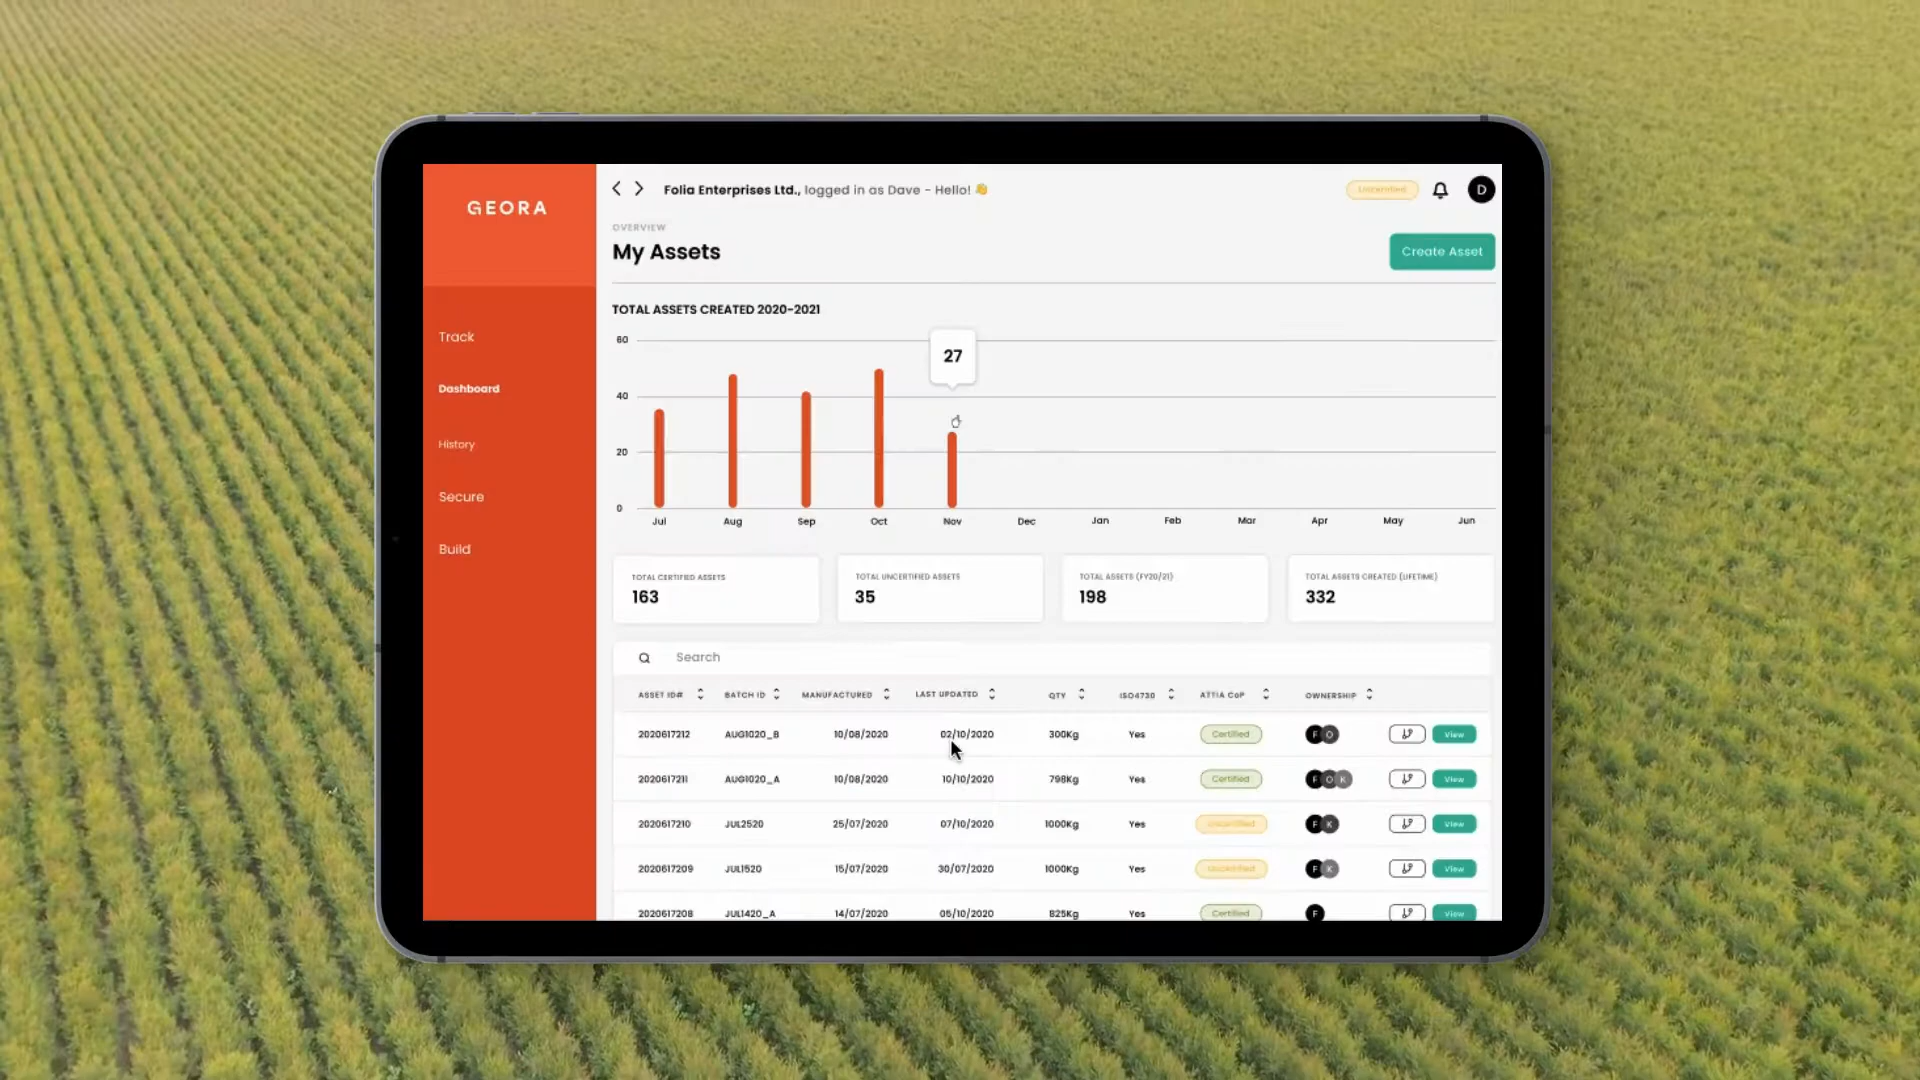 GEORA
Folia Enterprises Ltd., logged in as Dave - Hello! 👋
Uncertified
D
OVERVIEW
My Assets
Create Asset
Track
Dashboard
History
Secure
Build
TOTAL ASSETS CREATED 2020-2021
60
27
40
20
0
Jul Aug Sep Oct Nov Dec Jan Feb Mar Apr May Jun
TOTAL CERTIFIED ASSETS
163
TOTAL UNCERTIFIED ASSETS
35
TOTAL ASSETS (FY20/21)
198
TOTAL ASSETS CREATED (LIFETIME)
332
Search
ASSET ID# BATCH ID MANUFACTURED LAST UPDATED QTY ISO4730 ATTIA CoP OWNERSHIP
2020617212 AUG1020_B 10/08/2020 02/10/2020 300Kg Yes Certified F O View
2020617211 AUG1020_A 10/08/2020 10/10/2020 798Kg Yes Certified F O K View
2020617210 JUL2520 25/07/2020 07/10/2020 1000Kg Yes Uncertified F K View
2020617209 JUL1520 15/07/2020 30/07/2020 1000Kg Yes Uncertified F K View
2020617208 JUL1420_A 14/07/2020 05/10/2020 825Kg Yes Certified F View